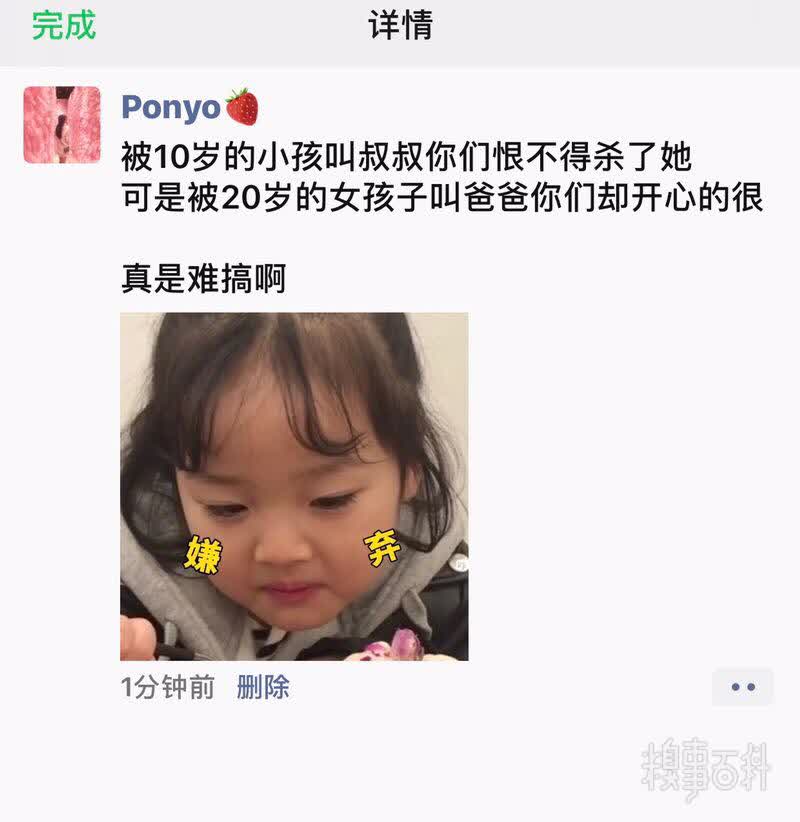 完成
详情
Ponyo🍓
被10岁的小孩叫叔叔你们恨不得杀了她
可是被20岁的女孩子叫爸爸你们却开心的很
真是难搞啊
嫌 弃
1分钟前 删除
糗事百科